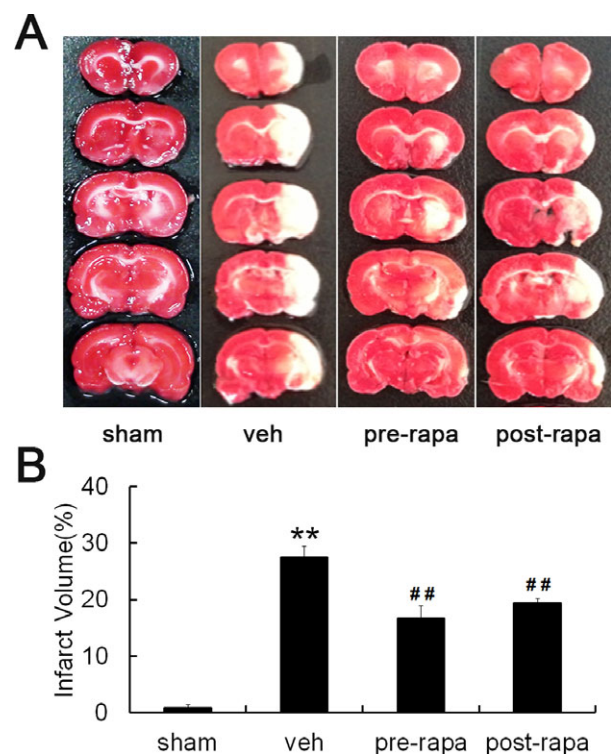 A
sham veh pre-rapa post-rapa
B
Infarct Volume(%)
40
30
20
10
0
**
##
##
sham veh pre-rapa post-rapa